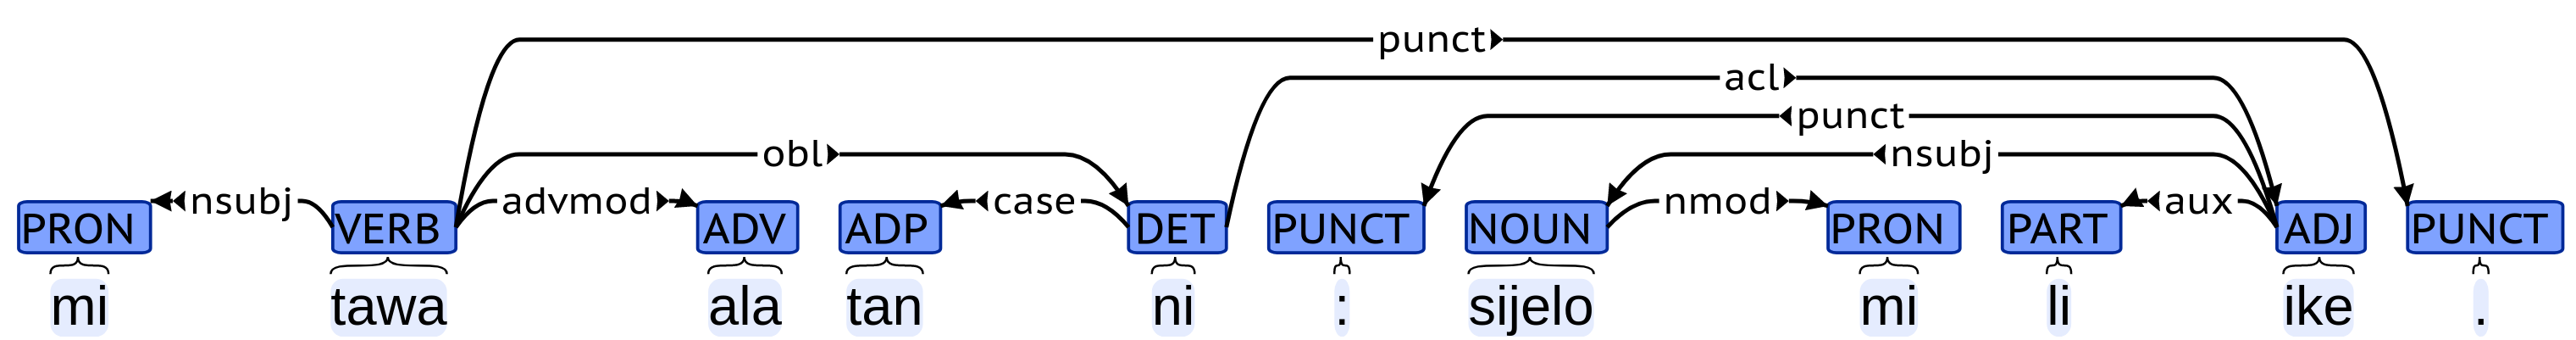 punct
acl
punct
obl nsubj
nsubj advmod case nmod aux
PRON VERB ADV ADP DET PUNCT NOUN PRON PART ADJ PUNCT
mi tawa ala tan ni : sijelo mi li ike .